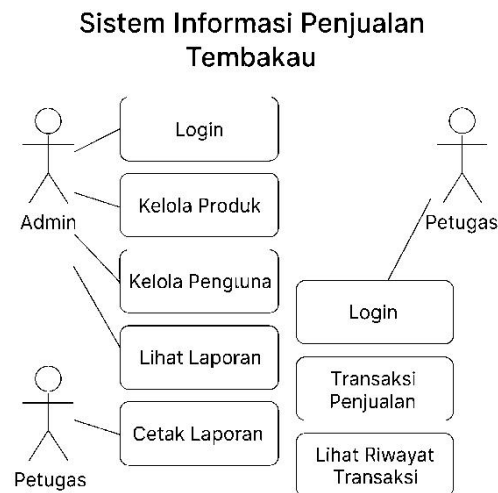 Sistem Informasi Penjualan
Tembakau
Login
Admin
Kelola Produk
Kelola Pengıuna
Lihat Laporan
Cetak Laporan
Petugas
Petugas
Login
Transaksi
Penjualan
Lihat Riwayat
Transaksi